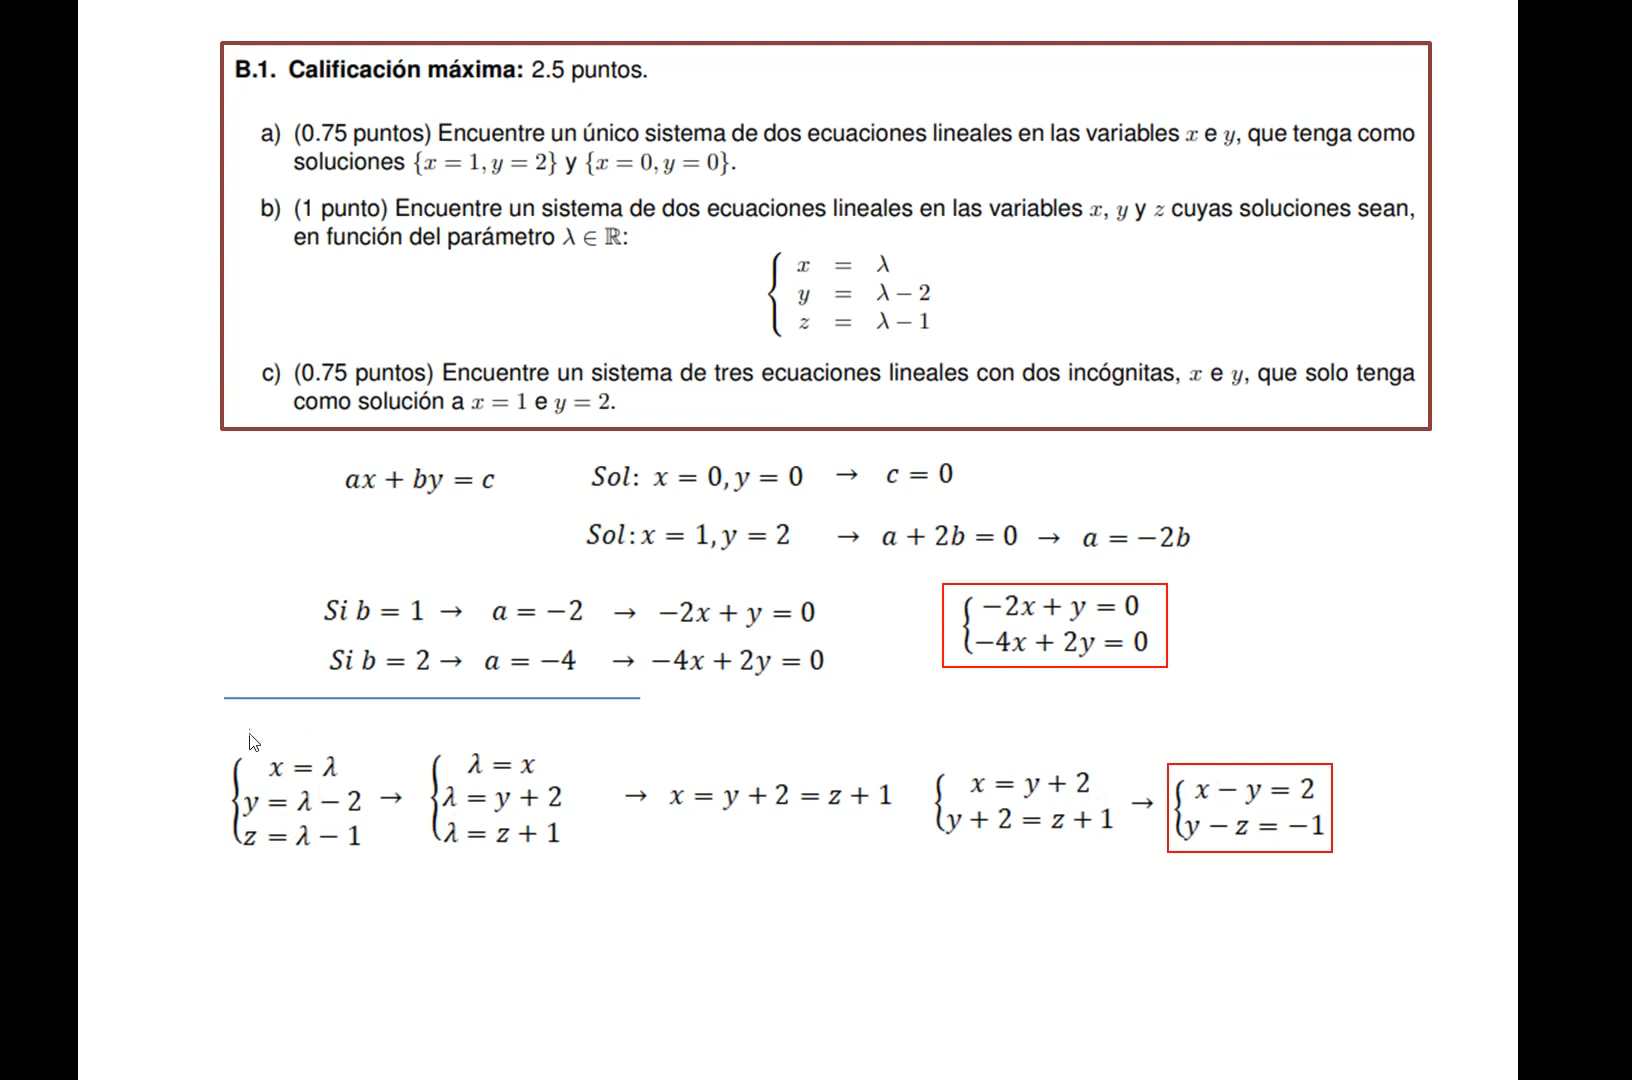 B.1. Calificación máxima: 2.5 puntos.
a) (0.75 puntos) Encuentre un único sistema de dos ecuaciones lineales en las variables x e y, que tenga como
soluciones {x = 1, y = 2} y {x = 0, y = 0}.
b) (1 punto) Encuentre un sistema de dos ecuaciones lineales en las variables x, y y z cuyas soluciones sean,
en función del parámetro λ ∈ ℝ:
x = λ
y = λ − 2
z = λ − 1
c) (0.75 puntos) Encuentre un sistema de tres ecuaciones lineales con dos incógnitas, x e y, que solo tenga
como solución a x = 1 e y = 2.
ax + by = c Sol: x = 0, y = 0 → c = 0
Sol: x = 1, y = 2 → a + 2b = 0 → a = −2b
Si b = 1 → a = −2 → −2x + y = 0
Si b = 2 → a = −4 → −4x + 2y = 0
−2x + y = 0
−4x + 2y = 0
x = λ
y = λ − 2 →
z = λ − 1
λ = x
λ = y + 2
λ = z + 1
→ x = y + 2 = z + 1
x = y + 2
y + 2 = z + 1 →
x − y = 2
y − z = −1